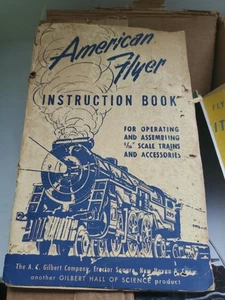 American
Flyer
INSTRUCTION BOOK
FOR OPERATING
AND ASSEMBLING
3/16" SCALE TRAINS
AND ACCESSORIES
The A. C. Gilbert Company, Erector Square, New Haven
another GILBERT HALL OF SCIENCE product